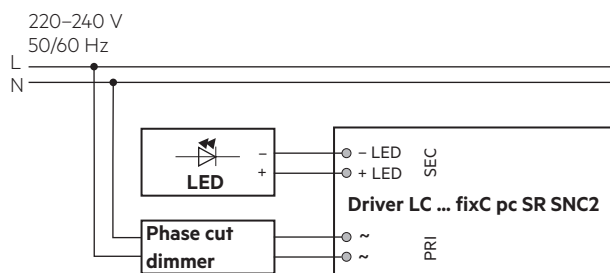 220–240 V
50/60 Hz
L
N
–
+
LED
– LED
+ LED
SEC
Driver LC ... fixC pc SR SNC2
Phase cut
dimmer
~
~
PRI